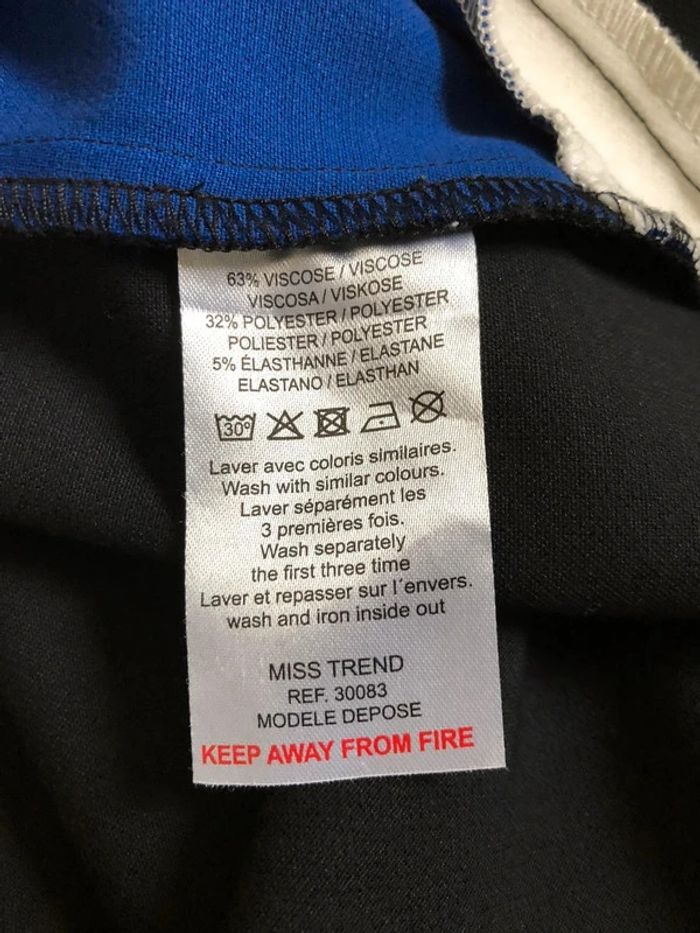 63% VISCOSE / VISCOSE
VISCOSA / VISKOSE
32% POLYESTER / POLYESTER
POLIESTER / POLYESTER
5% ÉLASTHANNE / ELASTANE
ELASTANO / ELASTHAN
30°
Laver avec coloris similaires.
Wash with similar colours.
Laver séparément les
3 premières fois.
Wash separately
the first three time
Laver et repasser sur l'envers.
wash and iron inside out
MISS TREND
REF. 30083
MODELE DEPOSE
KEEP AWAY FROM FIRE